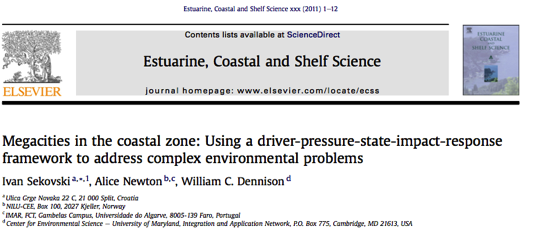 Estuarine, Coastal and Shelf Science xxx (2011) 1–12
Contents lists available at ScienceDirect
Estuarine, Coastal and Shelf Science
journal homepage: www.elsevier.com/locate/ecss
ELSEVIER
ESTUARINE
COASTAL
SHELF SCIENCE
Megacities in the coastal zone: Using a driver-pressure-state-impact-response
framework to address complex environmental problems
Ivan Sekovski a,*,1, Alice Newton b,c, William C. Dennison d
a Ulica Grge Novaka 22 C, 21 000 Split, Croatia
b NILU-CEE, Box 100, 2027 Kjeller, Norway
c IMAR, FCT, Gambelas Campus, Universidade do Algarve, 8005-139 Faro, Portugal
d Center for Environmental Science – University of Maryland, Integration and Application Network, P.O. Box 775, Cambridge, MD 21613, USA